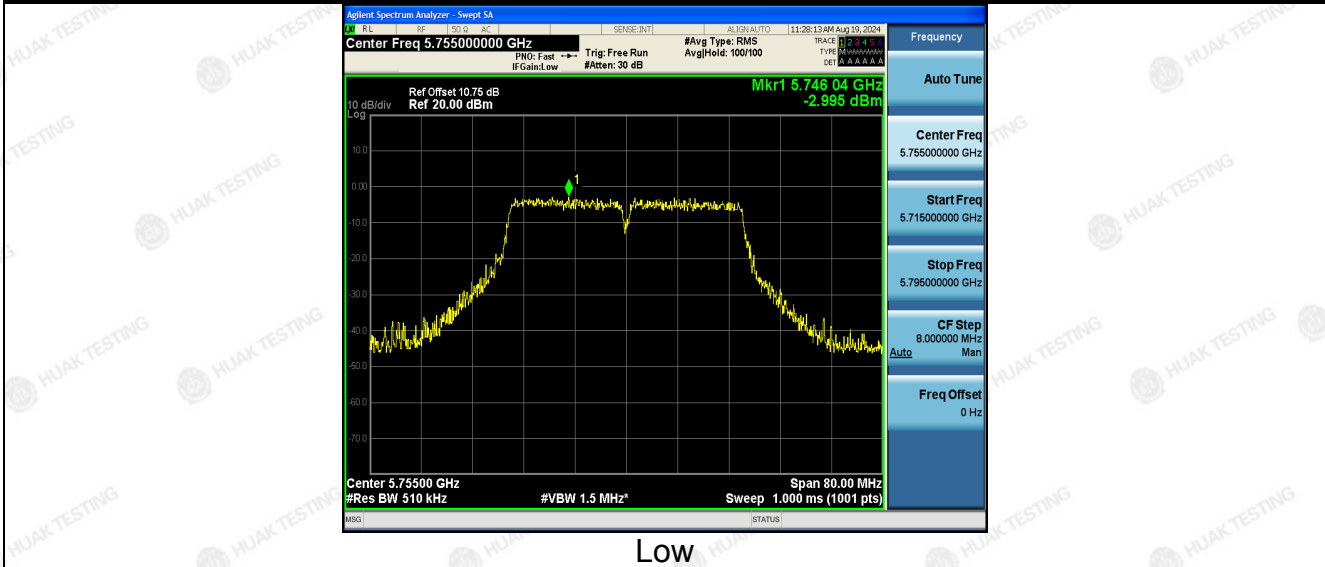 Agilent Spectrum Analyzer - Swept SA
RL RF 50 Ω AC SENSE:INT ALIGN AUTO 11:28:13 AM Aug 19, 2024
Center Freq 5.755000000 GHz
PNO: Fast
IFGain:Low
Trig: Free Run
#Atten: 30 dB
#Avg Type: RMS
Avg|Hold: 100/100
TRACE 1 2 3 4 5 6
TYPE M
DET A A A A A A
Mkr1 5.746 04 GHz
-2.995 dBm
Ref Offset 10.75 dB
10 dB/div Ref 20.00 dBm
Log
10.0
0.00
-10.0
-20.0
-30.0
-40.0
-50.0
-60.0
-70.0
1
Center 5.75500 GHz Span 80.00 MHz
#Res BW 510 kHz #VBW 1.5 MHz* Sweep 1.000 ms (1001 pts)
MSG STATUS
Frequency
Auto Tune
Center Freq
5.755000000 GHz
Start Freq
5.715000000 GHz
Stop Freq
5.795000000 GHz
CF Step
8.000000 MHz
Auto Man
Freq Offset
0 Hz
Low
HUAK TESTING